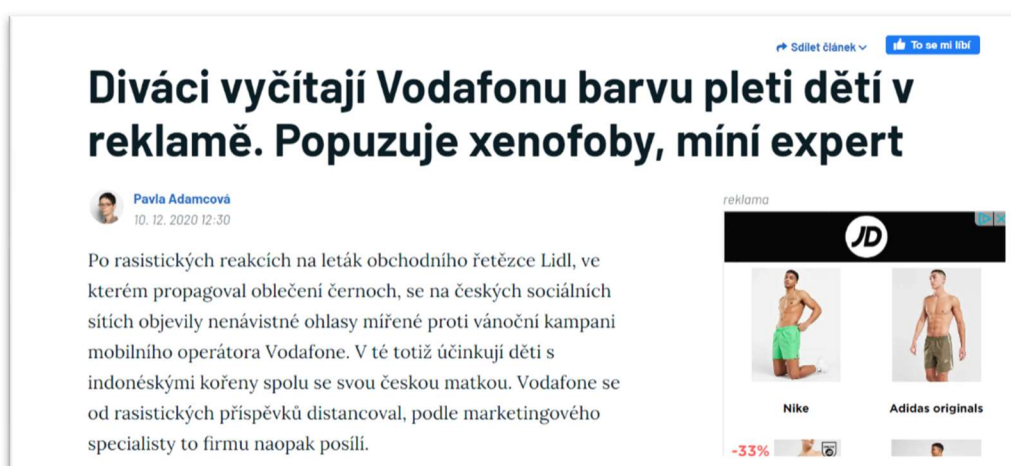 Sdílet článek
To se mi líbí
Diváci vyčítají Vodafonu barvu pleti dětí v
reklamě. Popuzuje xenofoby, míní expert
Pavla Adamcová
10. 12. 2020 12:30
Po rasistických reakcích na leták obchodního řetězce Lidl, ve
kterém propagoval oblečení černoch, se na českých sociálních
sítích objevily nenávistné ohlasy mířené proti vánoční kampani
mobilního operátora Vodafone. V té totiž účinkují děti s
indonéskými kořeny spolu se svou českou matkou. Vodafone se
od rasistických příspěvků distancoval, podle marketingového
specialisty to firmu naopak posílí.
reklama
JD
Nike
Adidas originals
-33%